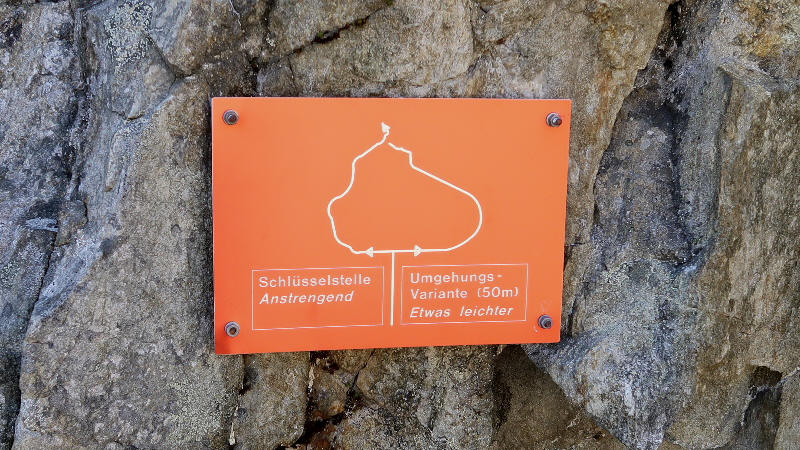 Schlüsselstelle
Anstrengend
Umgehungs-
Variante (50m)
Etwas leichter